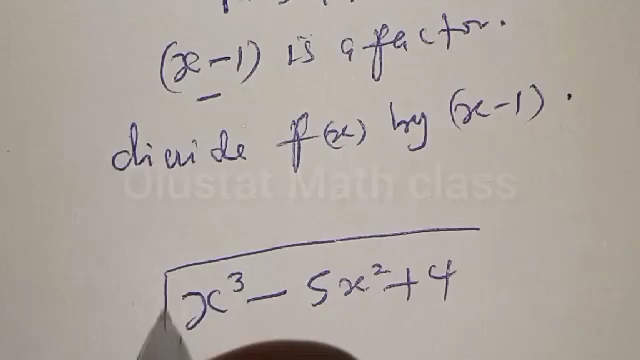 (x-1) is a factor.
divide f(x) by (x-1).
Olustat Math class
x³ - 5x² + 4